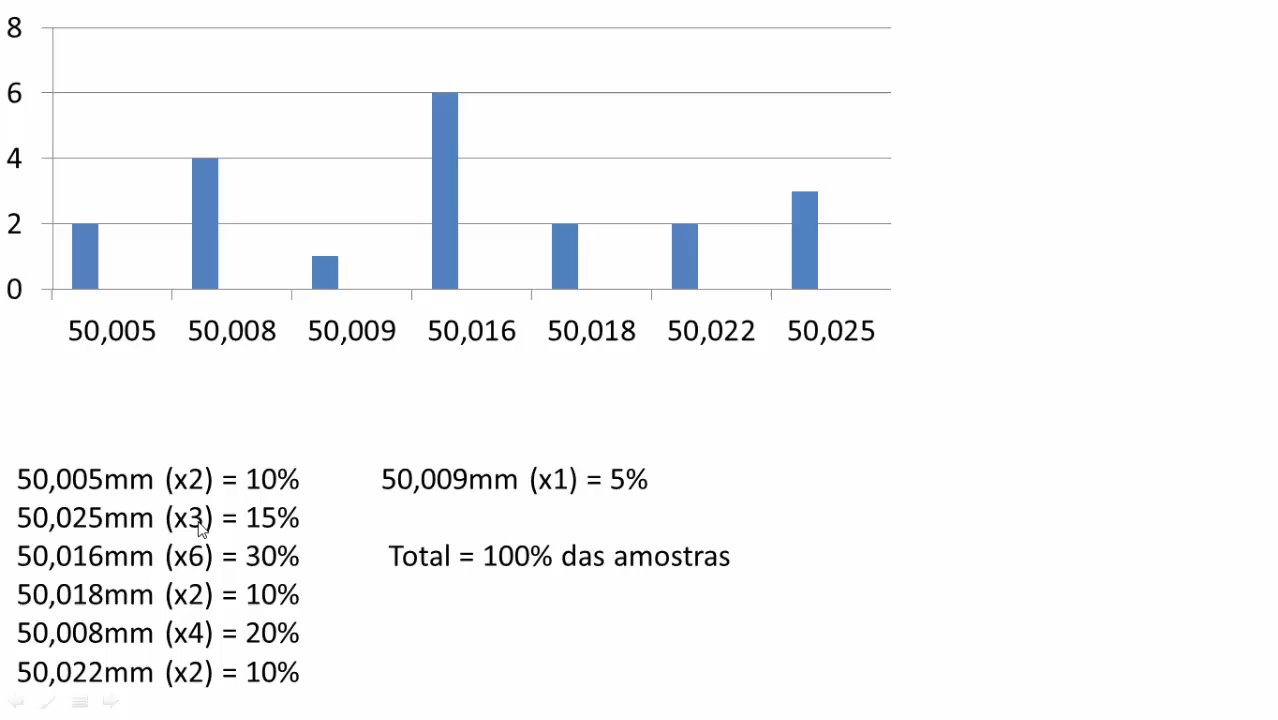 8
6
4
2
0
50,005 50,008 50,009 50,016 50,018 50,022 50,025
50,005mm (x2) = 10%
50,025mm (x3) = 15%
50,016mm (x6) = 30%
50,018mm (x2) = 10%
50,008mm (x4) = 20%
50,022mm (x2) = 10%
50,009mm (x1) = 5%
Total = 100% das amostras